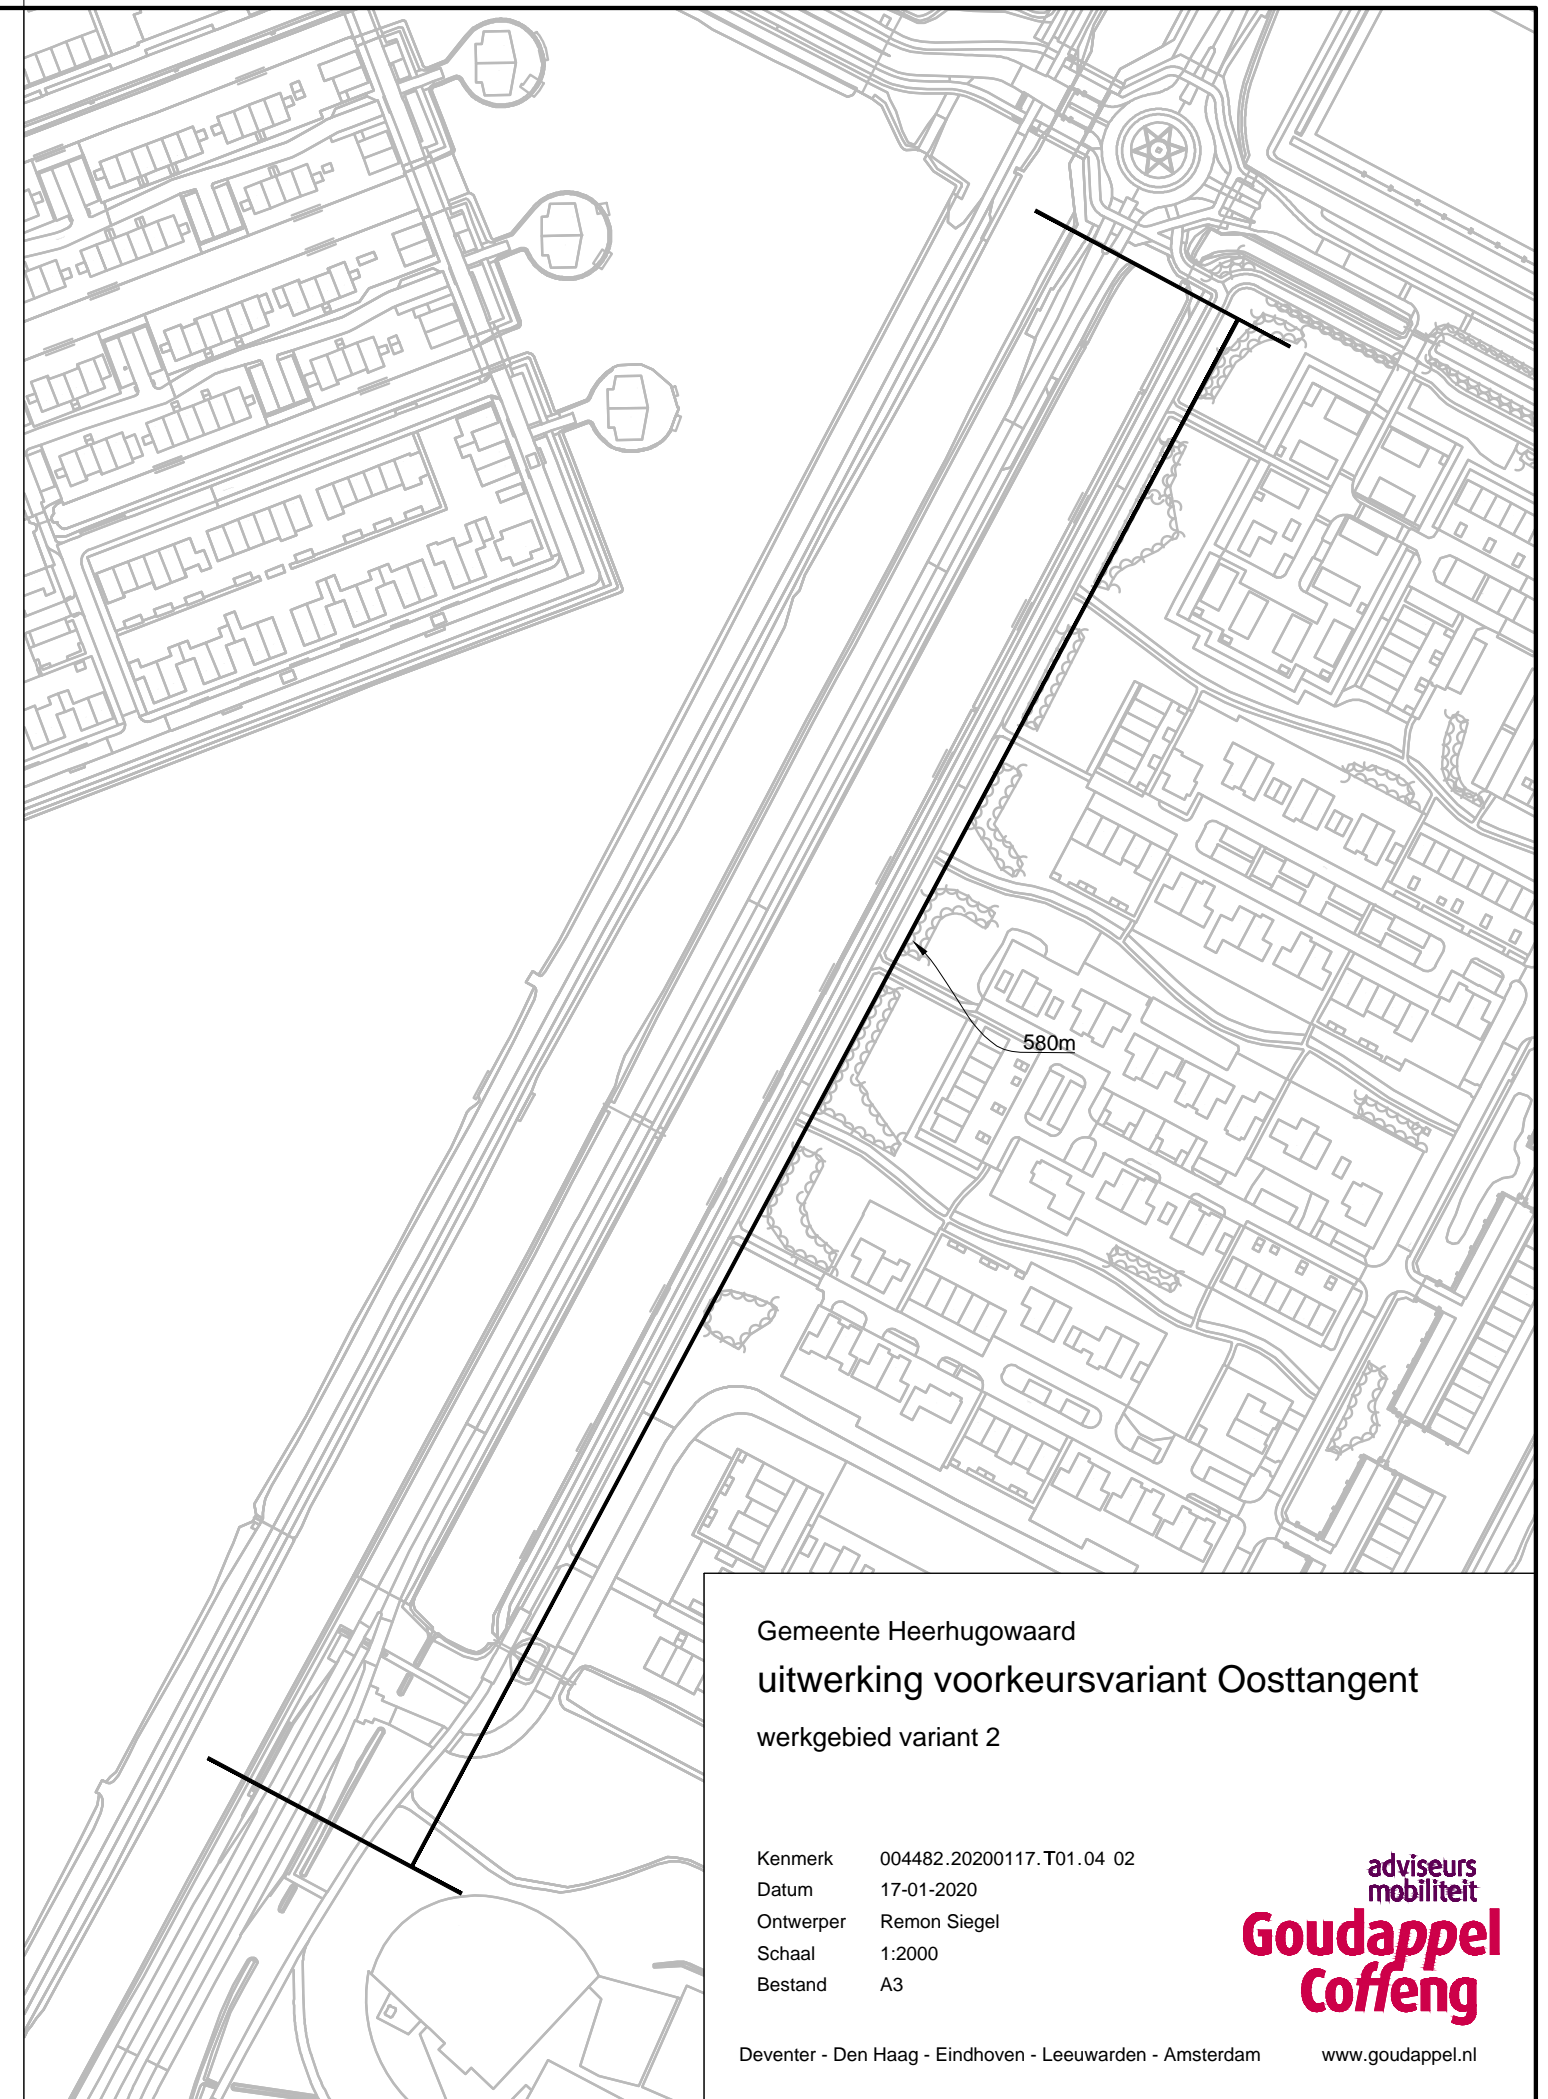 580m
Gemeente Heerhugowaard
uitwerking voorkeursvariant Oosttangent
werkgebied variant 2
Kenmerk 004482.20200117.T01.04 02
Datum 17-01-2020
Ontwerper Remon Siegel
Schaal 1:2000
Bestand A3
adviseurs
mobiliteit
Goudappel
Coffeng
Deventer - Den Haag - Eindhoven - Leeuwarden - Amsterdam www.goudappel.nl